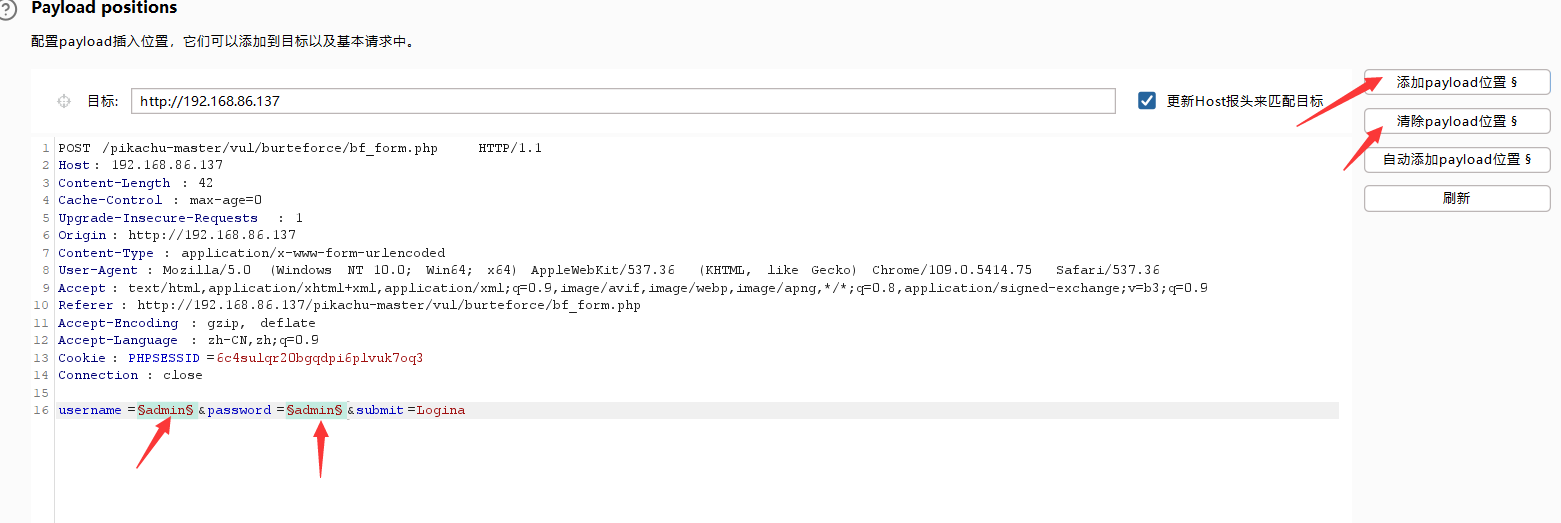 Payload positions
配置payload插入位置，它们可以添加到目标以及基本请求中。
目标: http://192.168.86.137
更新Host报头来匹配目标
添加payload位置 §
清除payload位置 §
自动添加payload位置 §
刷新
1 POST /pikachu-master/vul/burteforce/bf_form.php HTTP/1.1
2 Host: 192.168.86.137
3 Content-Length: 42
4 Cache-Control: max-age=0
5 Upgrade-Insecure-Requests: 1
6 Origin: http://192.168.86.137
7 Content-Type: application/x-www-form-urlencoded
8 User-Agent: Mozilla/5.0 (Windows NT 10.0; Win64; x64) AppleWebKit/537.36 (KHTML, like Gecko) Chrome/109.0.5414.75 Safari/537.36
9 Accept: text/html,application/xhtml+xml,application/xml;q=0.9,image/avif,image/webp,image/apng,*/*;q=0.8,application/signed-exchange;v=b3;q=0.9
10 Referer: http://192.168.86.137/pikachu-master/vul/burteforce/bf_form.php
11 Accept-Encoding: gzip, deflate
12 Accept-Language: zh-CN,zh;q=0.9
13 Cookie: PHPSESSID=6c4sulqr20bgqdpi6plvuk7oq3
14 Connection: close
15
16 username=§admin§&password=§admin§&submit=Logina